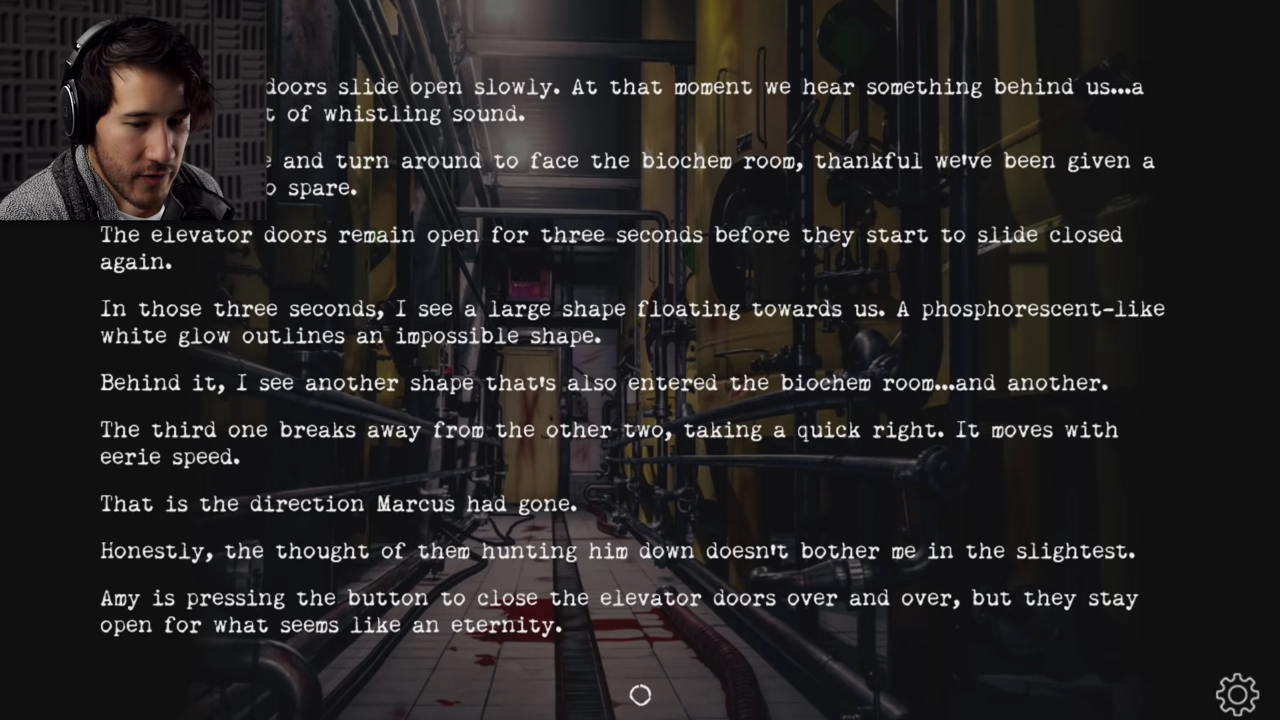 doors slide open slowly. At that moment we hear something behind us...a
of whistling sound.
and turn around to face the biochem room, thankful we've been given a
spare.
The elevator doors remain open for three seconds before they start to slide closed
again.
In those three seconds, I see a large shape floating towards us. A phosphorescent-like
white glow outlines an impossible shape.
Behind it, I see another shape that's also entered the biochem room...and another.
The third one breaks away from the other two, taking a quick right. It moves with
eerie speed.
That is the direction Marcus had gone.
Honestly, the thought of them hunting him down doesn't bother me in the slightest.
Amy is pressing the button to close the elevator doors over and over, but they stay
open for what seems like an eternity.